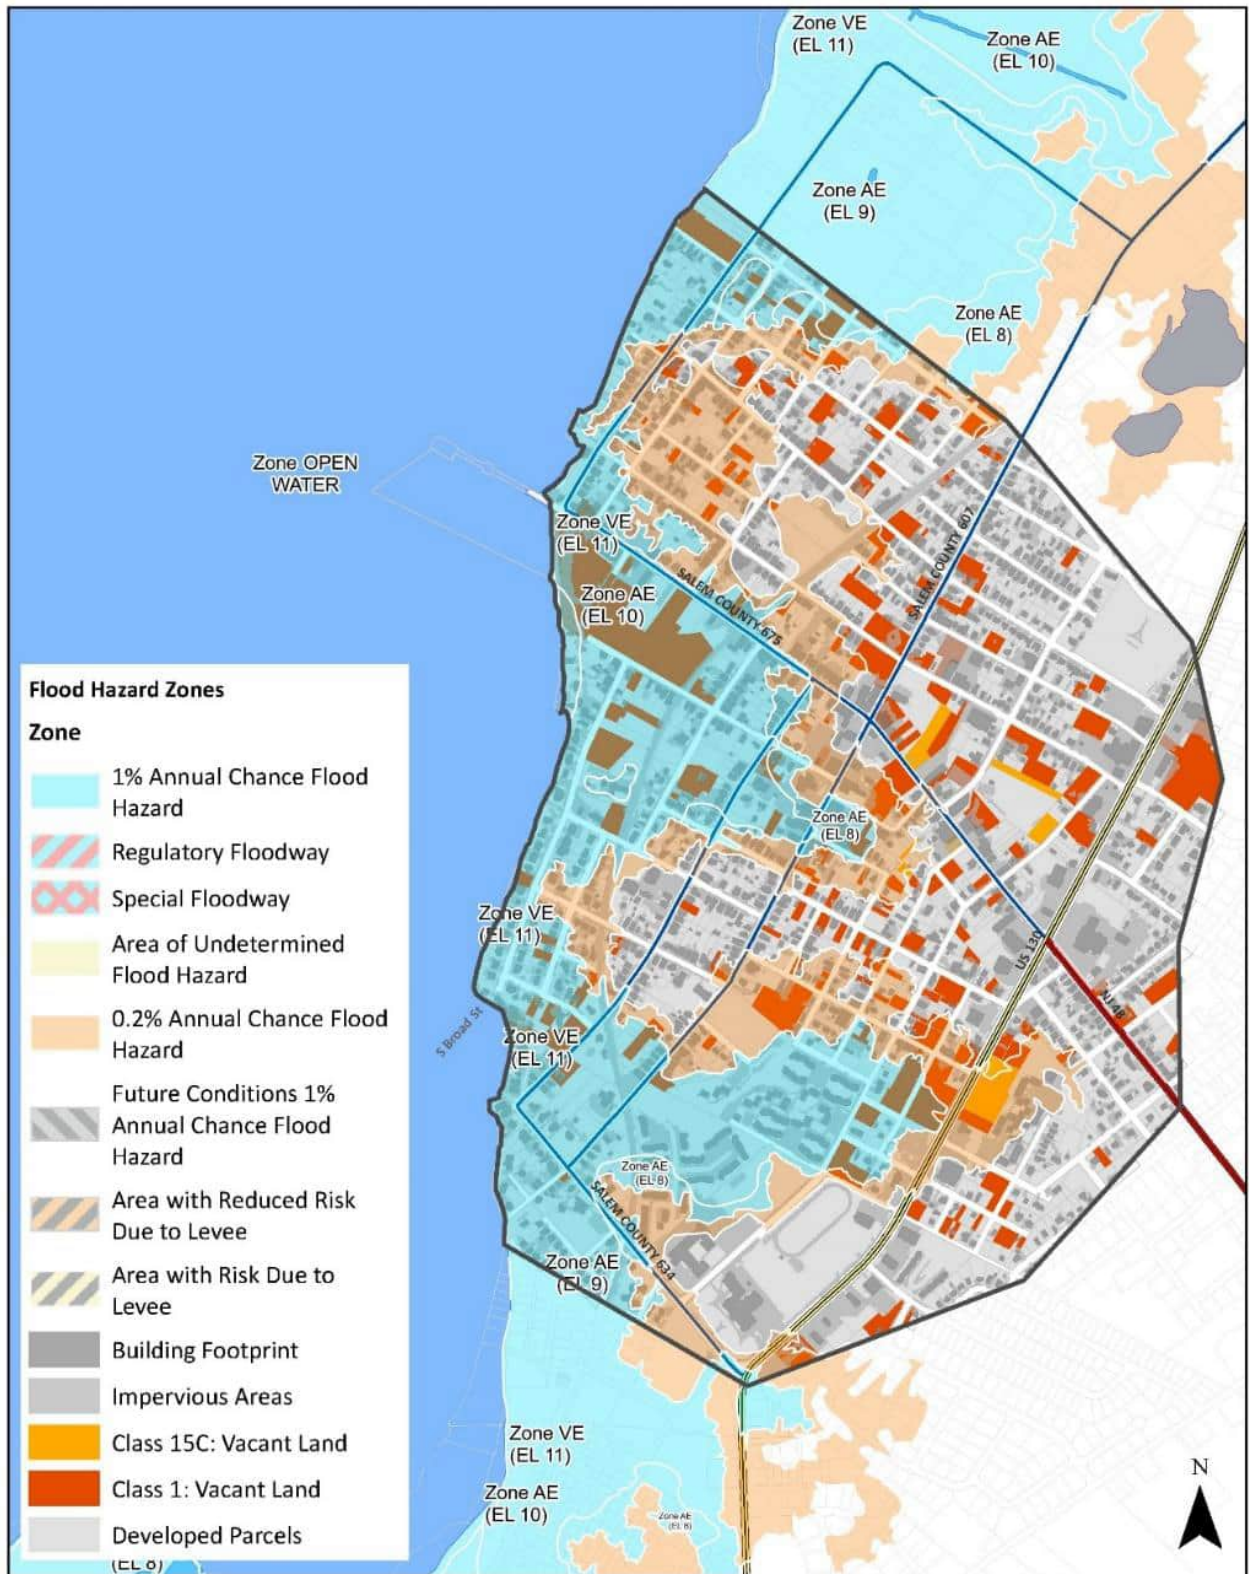 Zone VE
(EL 11)
Zone AE
(EL 10)
Zone AE
(EL 9)
Zone AE
(EL 8)
Zone OPEN
WATER
Zone VE
(EL 11)
SALEM COUNTY 607
SALEM COUNTY 675
Zone AE
(EL 10)
Zone AE
(EL 8)
Zone VE
(EL 11)
US 130
NJ 48
S Broad St
Zone VE
(EL 11)
Zone AE
(EL 8)
SALEM COUNTY 634
Zone AE
(EL 9)
Zone VE
(EL 11)
Zone AE
(EL 10)
Zone AE
(EL 8)
N
Flood Hazard Zones
Zone
1% Annual Chance Flood
Hazard
Regulatory Floodway
Special Floodway
Area of Undetermined
Flood Hazard
0.2% Annual Chance Flood
Hazard
Future Conditions 1%
Annual Chance Flood
Hazard
Area with Reduced Risk
Due to Levee
Area with Risk Due to
Levee
Building Footprint
Impervious Areas
Class 15C: Vacant Land
Class 1: Vacant Land
Developed Parcels
(EL 8)